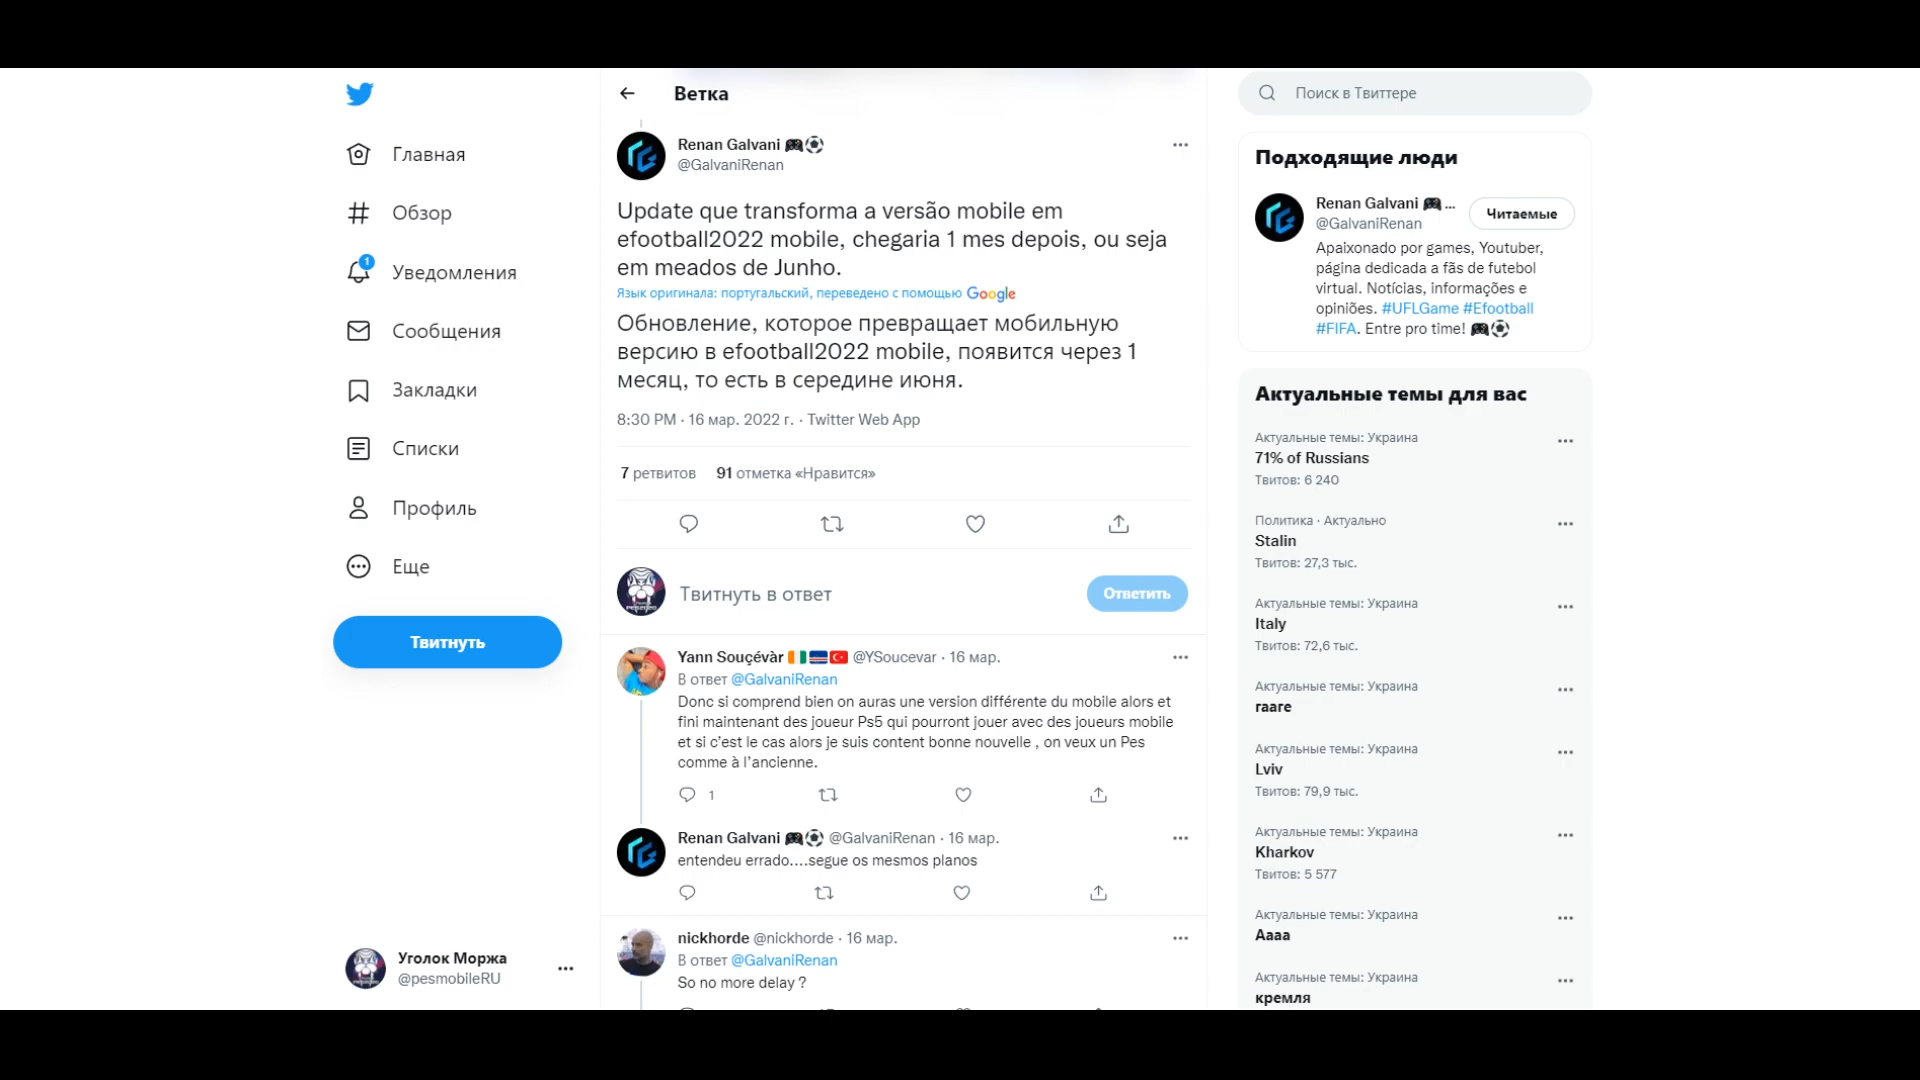 Главная
Обзор
1
Уведомления
Сообщения
Закладки
Списки
Профиль
Еще
Твитнуть
Уголок Моржа
@pesmobileRU
Ветка
Renan Galvani
@GalvaniRenan
Update que transforma a versão mobile em
efootball2022 mobile, chegaria 1 mes depois, ou seja
em meados de Junho.
Язык оригинала: португальский, переведено с помощью Google
Обновление, которое превращает мобильную
версию в efootball2022 mobile, появится через 1
месяц, то есть в середине июня.
8:30 PM · 16 мар. 2022 г. · Twitter Web App
7 ретвитов 91 отметка «Нравится»
Твитнуть в ответ
Ответить
Yann Souçévàr @YSoucevar · 16 мар.
В ответ @GalvaniRenan
Donc si comprend bien on auras une version différente du mobile alors et
fini maintenant des joueur Ps5 qui pourront jouer avec des joueurs mobile
et si c’est le cas alors je suis content bonne nouvelle , on veux un Pes
comme à l’ancienne.
1
Renan Galvani @GalvaniRenan · 16 мар.
entendeu errado....segue os mesmos planos
nickhorde @nickhorde · 16 мар.
В ответ @GalvaniRenan
So no more delay ?
Поиск в Твиттере
Подходящие люди
Renan Galvani ...
@GalvaniRenan
Читаемые
Apaixonado por games, Youtuber,
página dedicada a fãs de futebol
virtual. Notícias, informações e
opiniões. #UFLGame #Efootball
#FIFA. Entre pro time!
Актуальные темы для вас
Актуальные темы: Украина
71% of Russians
Твитов: 6 240
Политика · Актуально
Stalin
Твитов: 27,3 тыс.
Актуальные темы: Украина
Italy
Твитов: 72,6 тыс.
Актуальные темы: Украина
гааге
Актуальные темы: Украина
Lviv
Твитов: 79,9 тыс.
Актуальные темы: Украина
Kharkov
Твитов: 5 577
Актуальные темы: Украина
Аааа
Актуальные темы: Украина
кремля